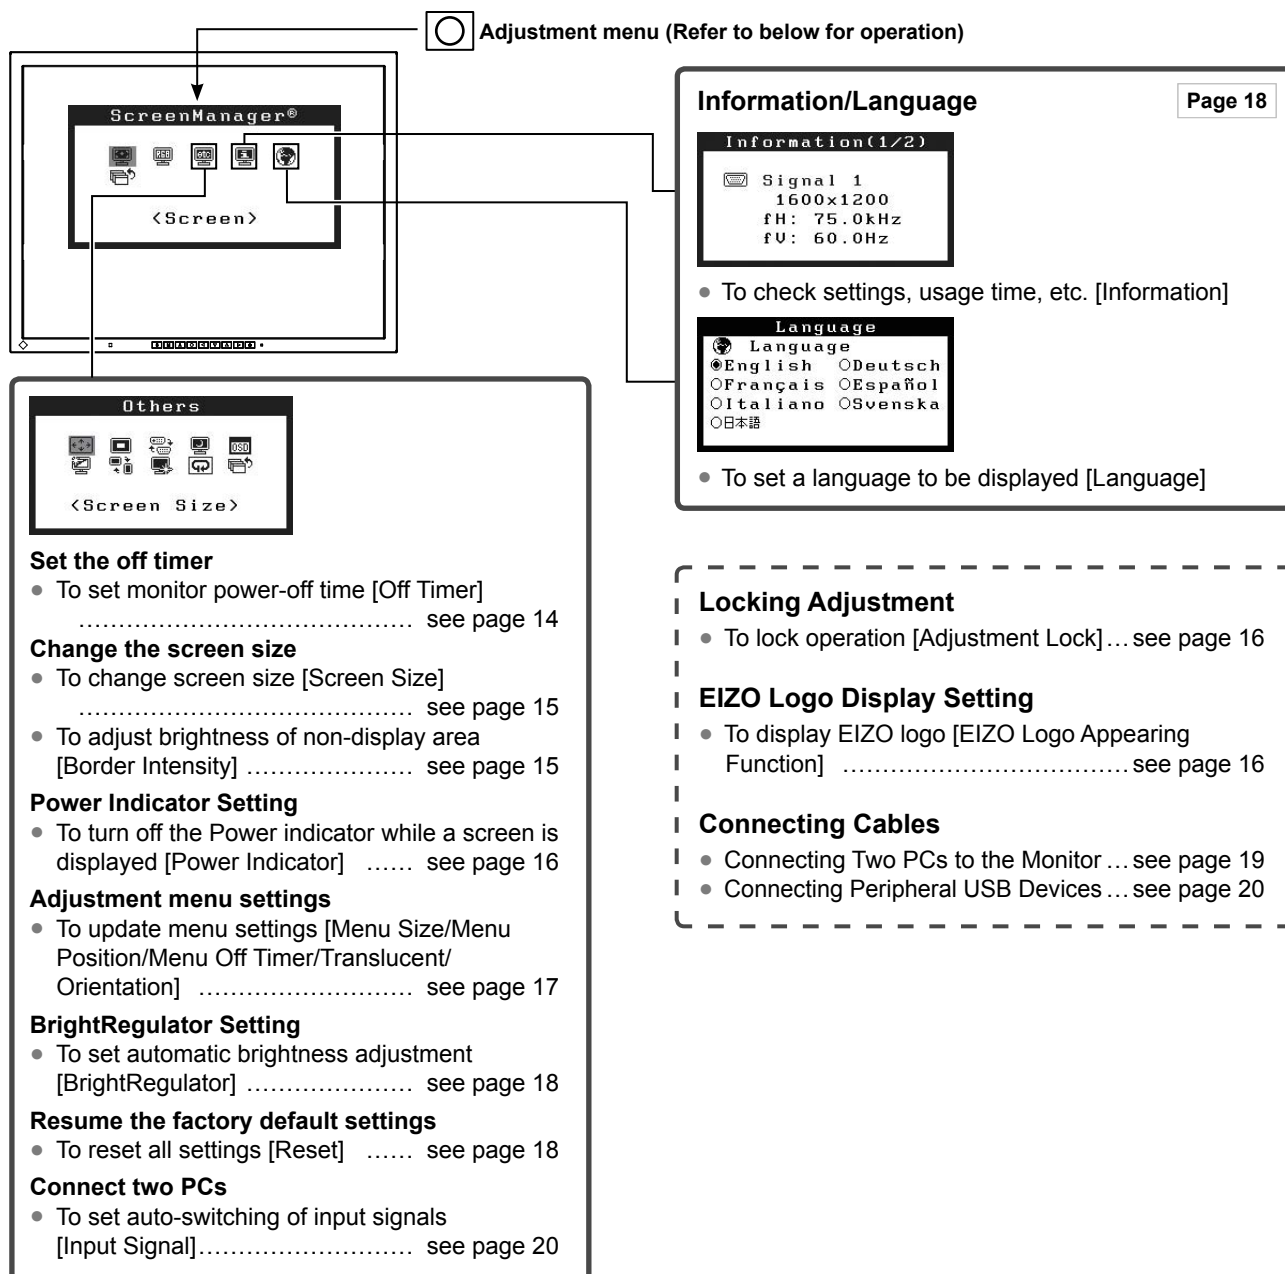 Adjustment menu (Refer to below for operation)
ScreenManager®
<Screen>
Others
OSD
<Screen Size>
Set the off timer
• To set monitor power-off time [Off Timer]
.......................................... see page 14
Change the screen size
• To change screen size [Screen Size]
.......................................... see page 15
• To adjust brightness of non-display area
[Border Intensity] ..................... see page 15
Power Indicator Setting
• To turn off the Power indicator while a screen is
displayed [Power Indicator] ...... see page 16
Adjustment menu settings
• To update menu settings [Menu Size/Menu
Position/Menu Off Timer/Translucent/
Orientation] ........................... see page 17
BrightRegulator Setting
• To set automatic brightness adjustment
[BrightRegulator] ..................... see page 18
Resume the factory default settings
• To reset all settings [Reset] ...... see page 18
Connect two PCs
• To set auto-switching of input signals
[Input Signal]........................... see page 20
Information/Language
Page 18
Information(1/2)
Signal 1
1600x1200
fH: 75.0kHz
fV: 60.0Hz
• To check settings, usage time, etc. [Information]
Language
Language
English Deutsch
Français Español
Italiano Svenska
日本語
• To set a language to be displayed [Language]
Locking Adjustment
• To lock operation [Adjustment Lock]...see page 16
EIZO Logo Display Setting
• To display EIZO logo [EIZO Logo Appearing
Function] ....................................see page 16
Connecting Cables
• Connecting Two PCs to the Monitor...see page 19
• Connecting Peripheral USB Devices...see page 20